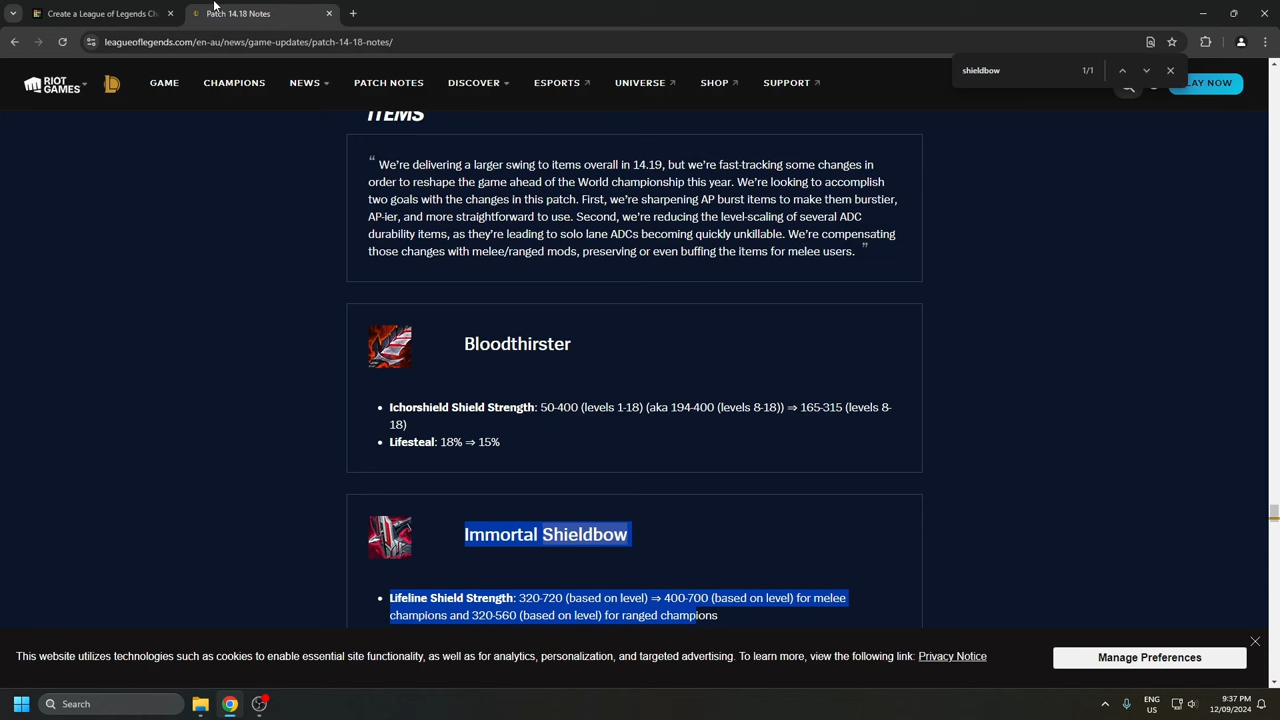 Create a League of Legends Ch
Patch 14.18 Notes
leagueoflegends.com/en-au/news/game-updates/patch-14-18-notes/
shieldbow
1/1
RIOT GAMES
GAME
CHAMPIONS
NEWS
PATCH NOTES
DISCOVER
ESPORTS
UNIVERSE
SHOP
SUPPORT
PLAY NOW
ITEMS
“ We’re delivering a larger swing to items overall in 14.19, but we’re fast-tracking some changes in
order to reshape the game ahead of the World championship this year. We’re looking to accomplish
two goals with the changes in this patch. First, we’re sharpening AP burst items to make them burstier,
AP-ier, and more straightforward to use. Second, we’re reducing the level-scaling of several ADC
durability items, as they’re leading to solo lane ADCs becoming quickly unkillable. We’re compensating
those changes with melee/ranged mods, preserving or even buffing the items for melee users. ”
Bloodthirster
• Ichorshield Shield Strength: 50-400 (levels 1-18) (aka 194-400 (levels 8-18)) ⇒ 165-315 (levels 8-
18)
• Lifesteal: 18% ⇒ 15%
Immortal Shieldbow
• Lifeline Shield Strength: 320-720 (based on level) ⇒ 400-700 (based on level) for melee
champions and 320-560 (based on level) for ranged champions
This website utilizes technologies such as cookies to enable essential site functionality, as well as for analytics, personalization, and targeted advertising. To learn more, view the following link: Privacy Notice
Manage Preferences
Search
ENG
US
9:37 PM
12/09/2024